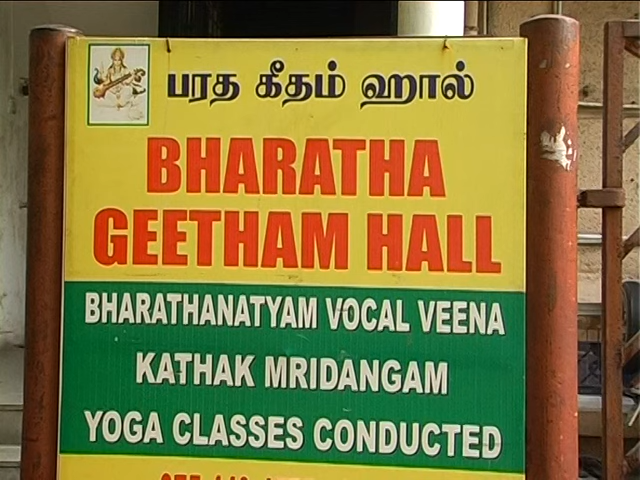 பரத கீதம் ஹால்
BHARATHA
GEETHAM HALL
BHARATHANATYAM VOCAL VEENA
KATHAK MRIDANGAM
YOGA CLASSES CONDUCTED